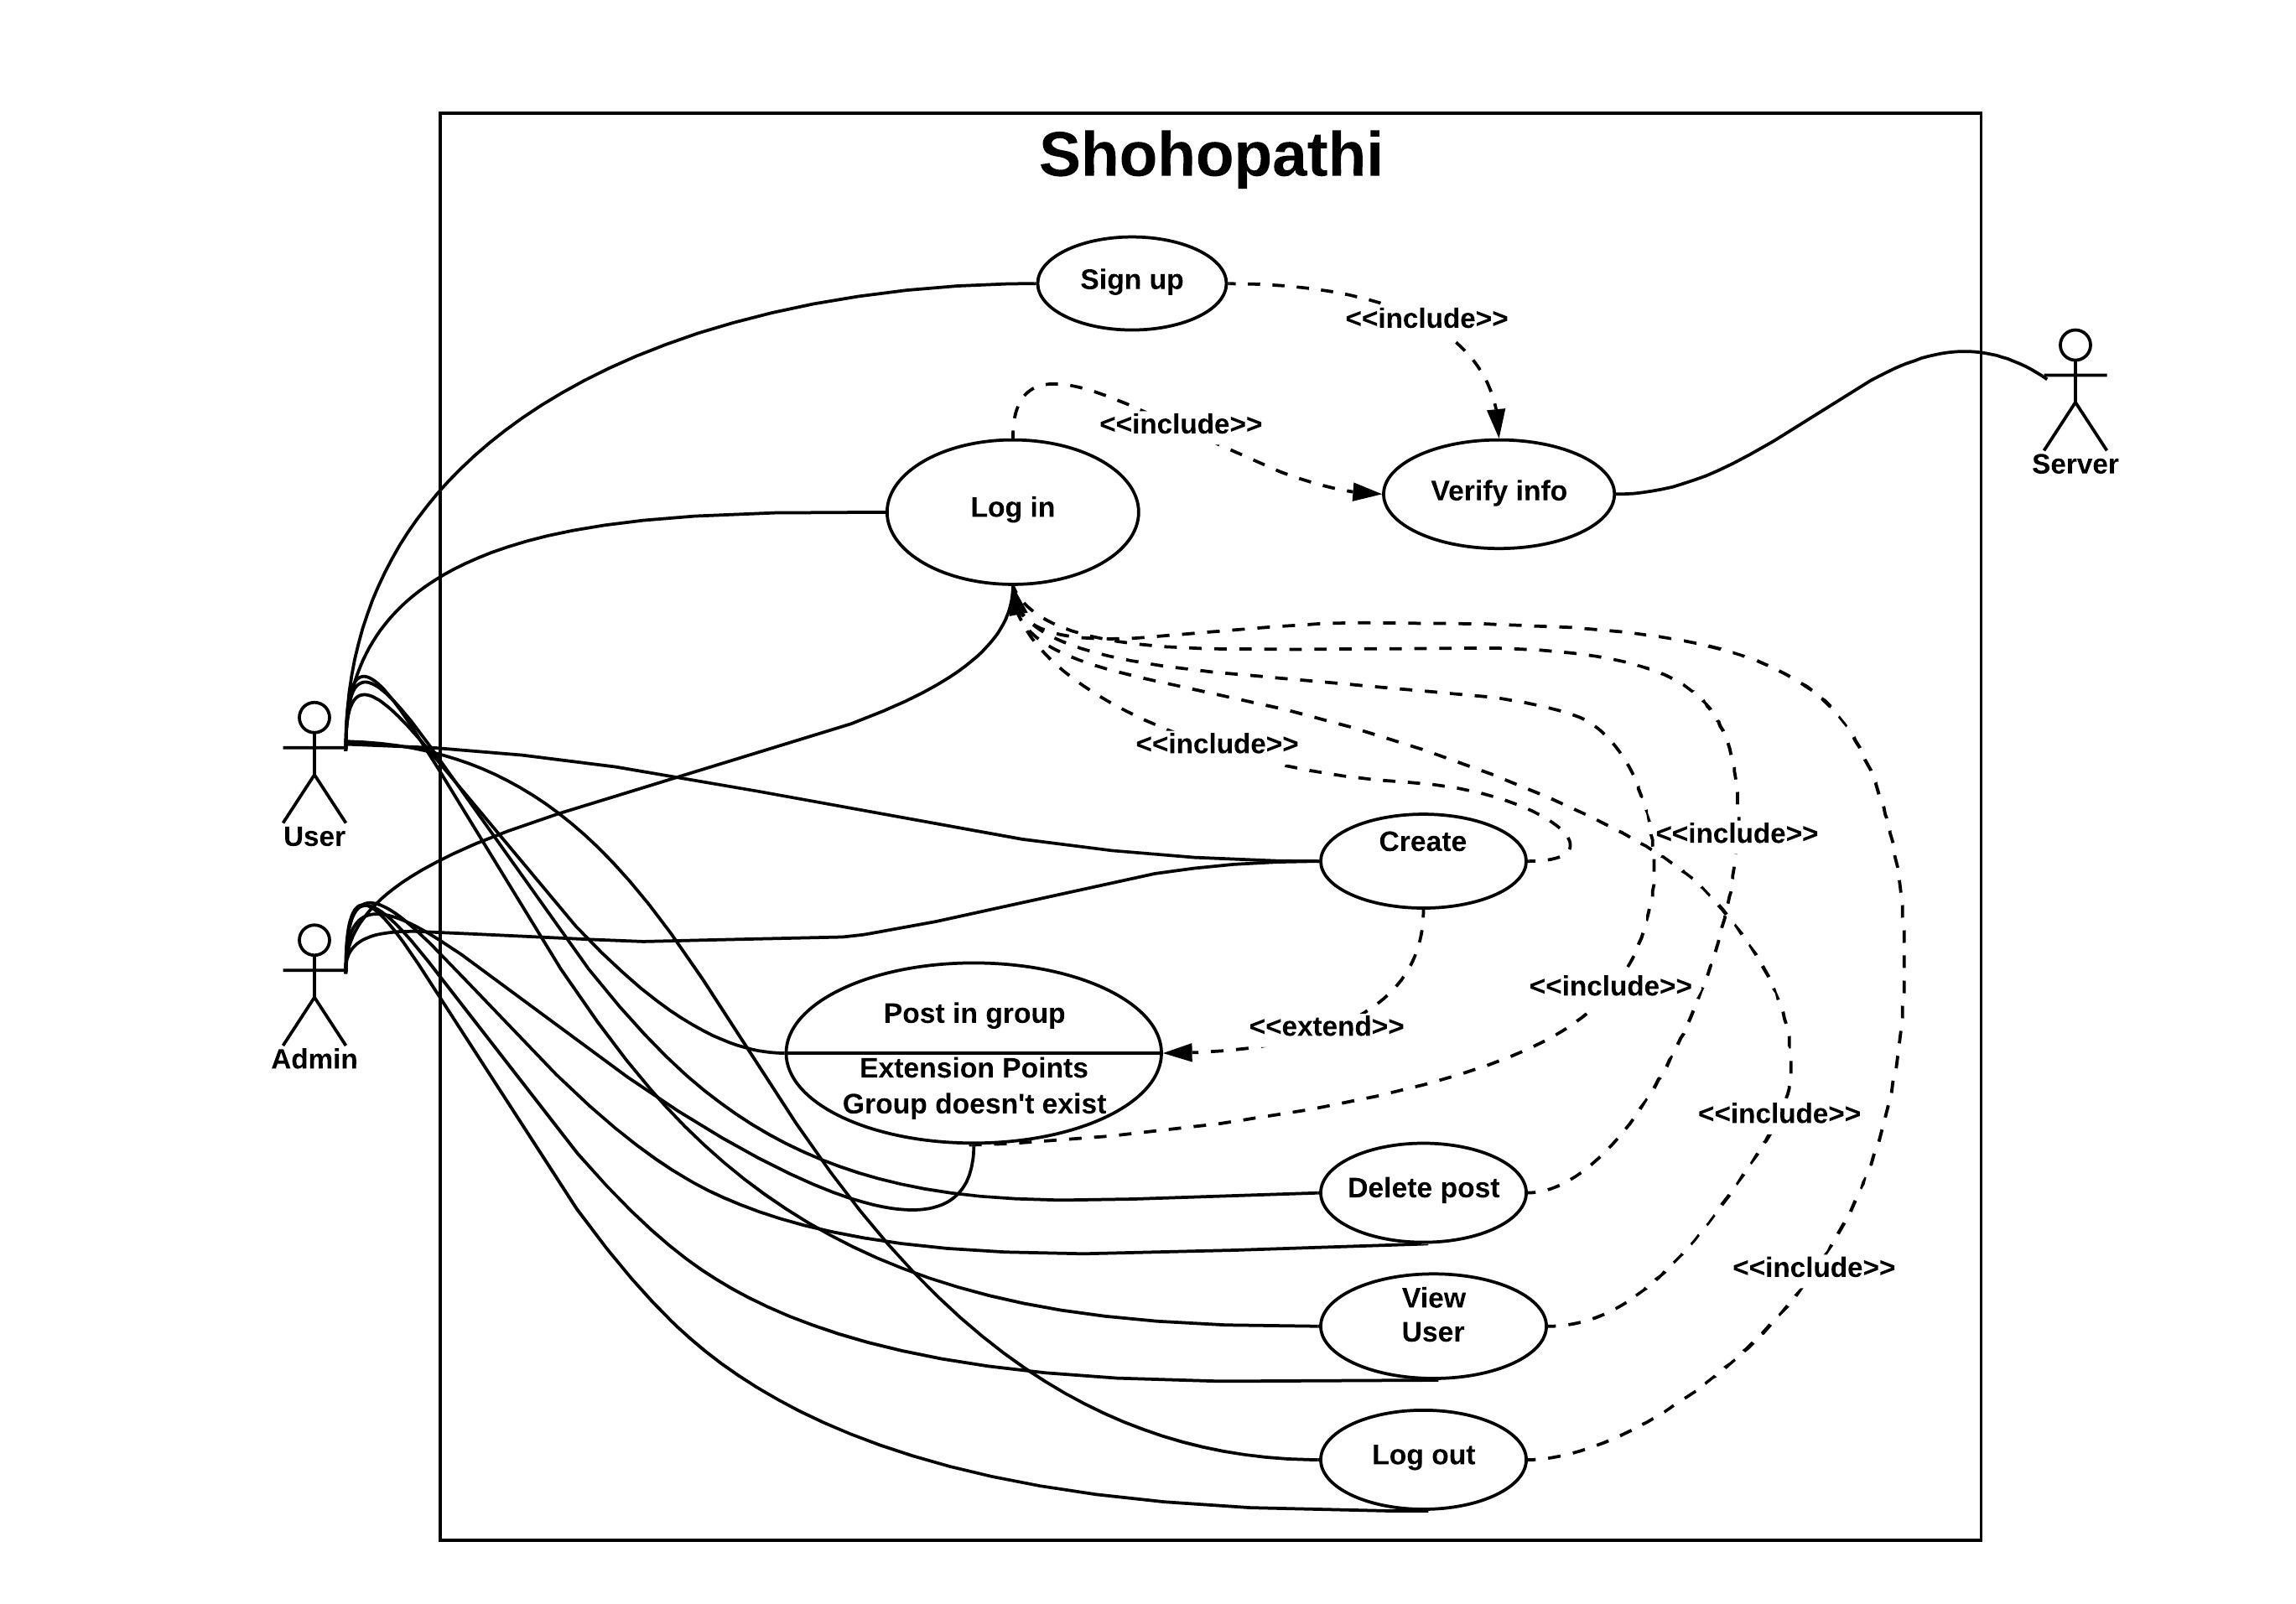 Shohopathi
Sign up
<<include>>
<<include>>
Log in
Verify info
Server
<<include>>
User
Create
<<include>>
Admin
<<include>>
Post in group
<<extend>>
Extension Points
Group doesn't exist
<<include>>
Delete post
<<include>>
View
User
Log out